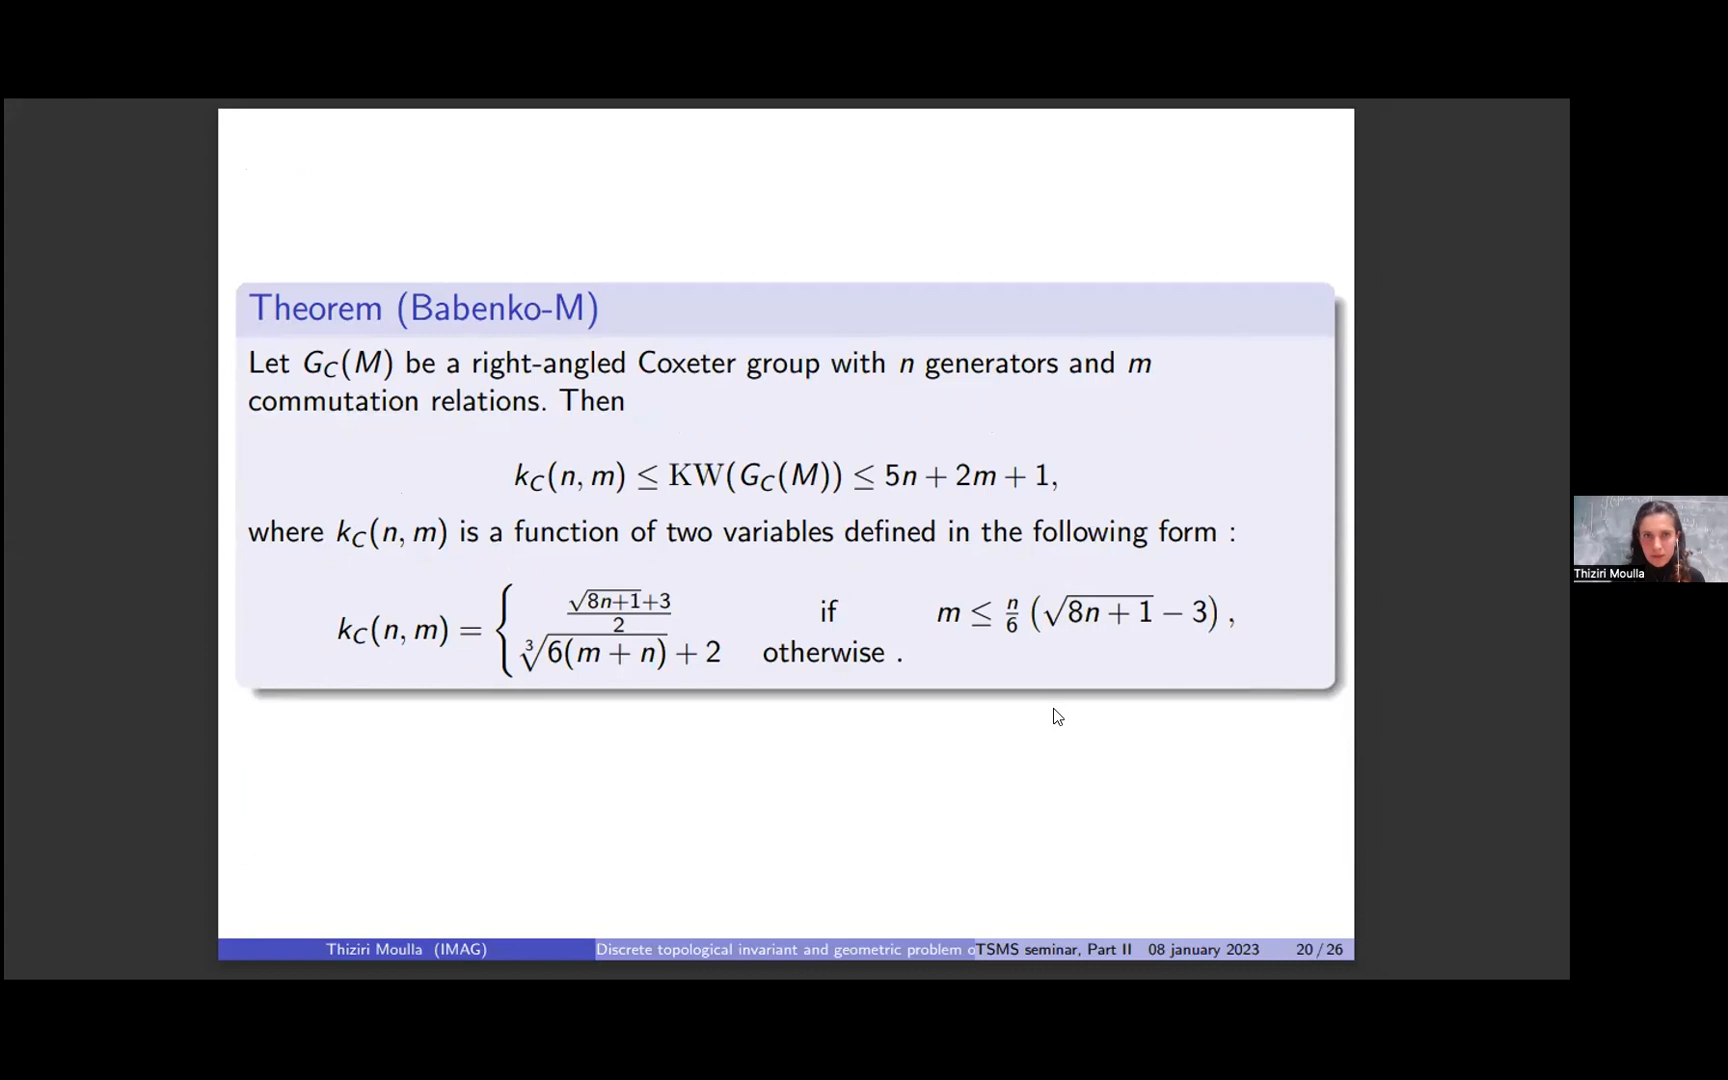 Theorem (Babenko-M)
Let G_C(M) be a right-angled Coxeter group with n generators and m
commutation relations. Then
k_C(n, m) ≤ KW(G_C(M)) ≤ 5n + 2m + 1,
where k_C(n, m) is a function of two variables defined in the following form :
k_C(n, m) = { (√(8n+1)+3)/2 if m ≤ n/6 (√(8n + 1) − 3) ,
∛(6(m + n)) + 2 otherwise .
Thiziri Moulla
Thiziri Moulla (IMAG) Discrete topological invariant and geometric problem TSMS seminar, Part II 08 january 2023 20 / 26